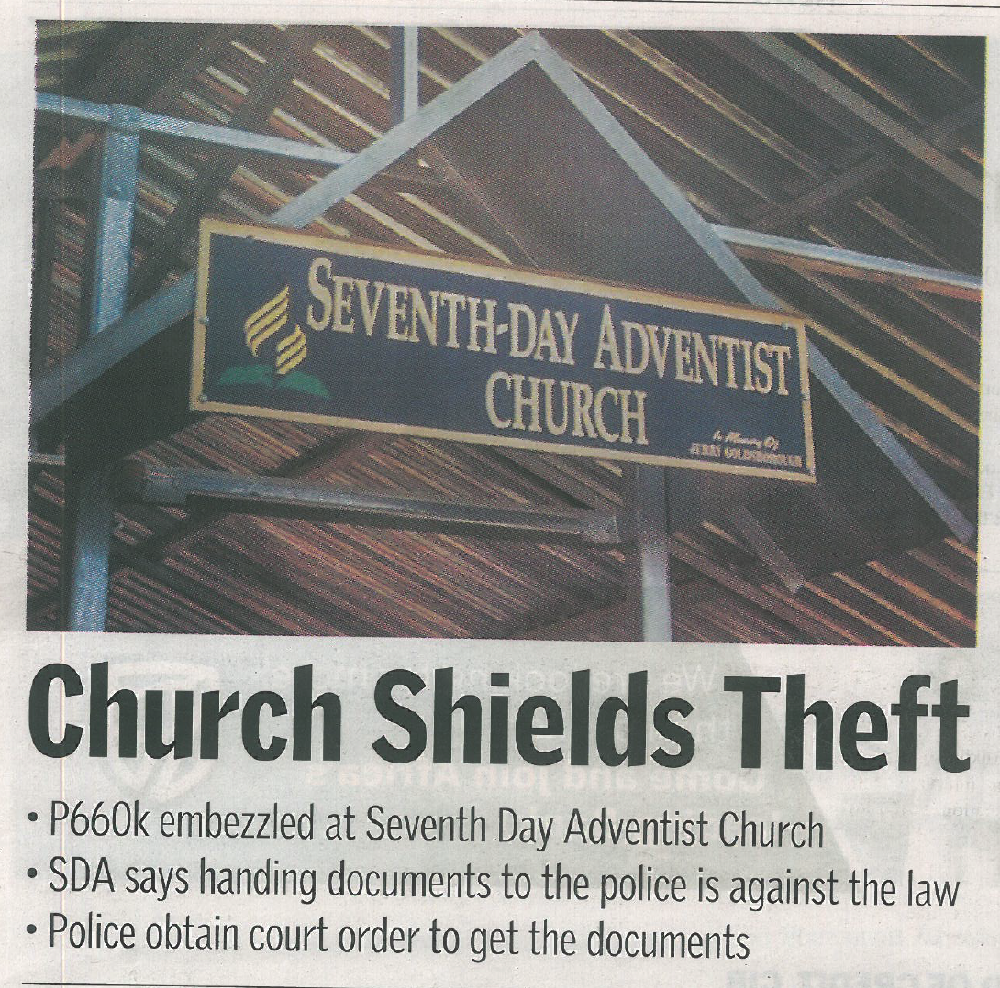 SEVENTH-DAY ADVENTIST
CHURCH
In Memory Of
JERRY GOLDSBOROUGH
Church Shields Theft
• P660k embezzled at Seventh Day Adventist Church
• SDA says handing documents to the police is against the law
• Police obtain court order to get the documents